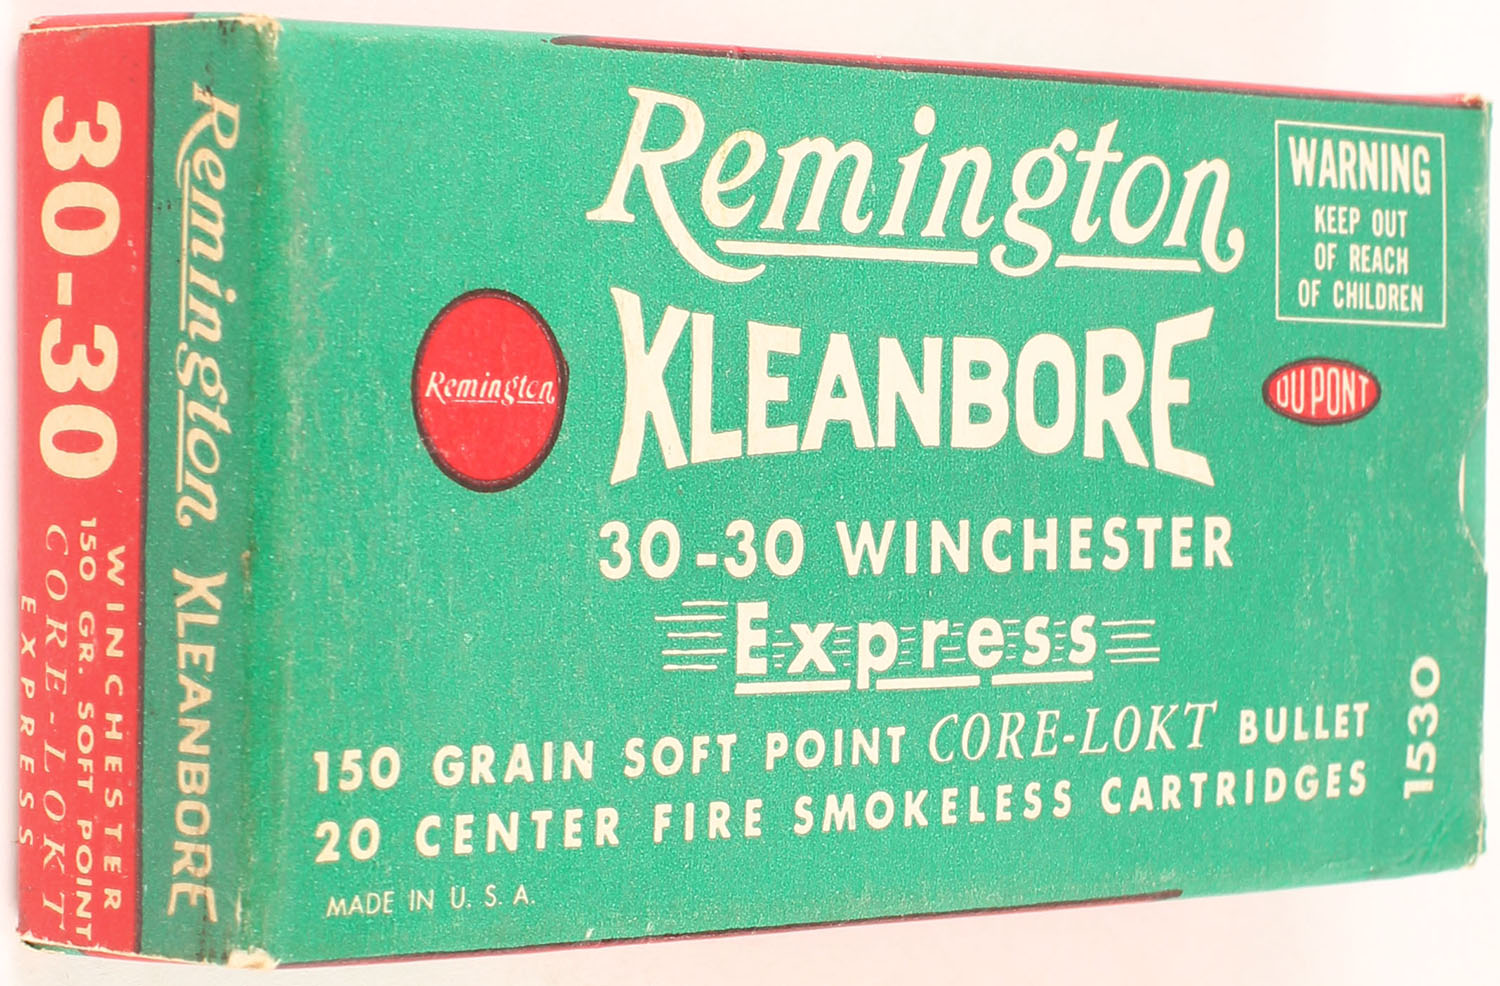 30-30
WINCHESTER
150 GR. SOFT POINT
CORE-LOKT
EXPRESS
Remington KLEANBORE
Remington
WARNING
KEEP OUT
OF REACH
OF CHILDREN
Remington
KLEANBORE
DU PONT
30-30 WINCHESTER
Express
150 GRAIN SOFT POINT CORE-LOKT BULLET
20 CENTER FIRE SMOKELESS CARTRIDGES
MADE IN U. S. A.
1530